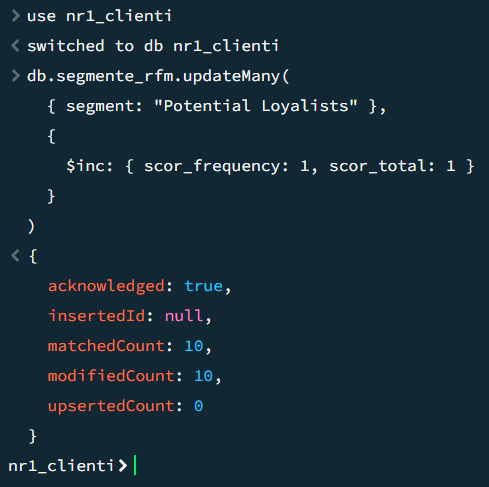 > use nr1_clienti
< switched to db nr1_clienti
> db.segmente_rfm.updateMany(
    { segment: "Potential Loyalists" },
    {
      $inc: { scor_frequency: 1, scor_total: 1 }
    }
  )
< {
    acknowledged: true,
    insertedId: null,
    matchedCount: 10,
    modifiedCount: 10,
    upsertedCount: 0
  }
nr1_clienti>